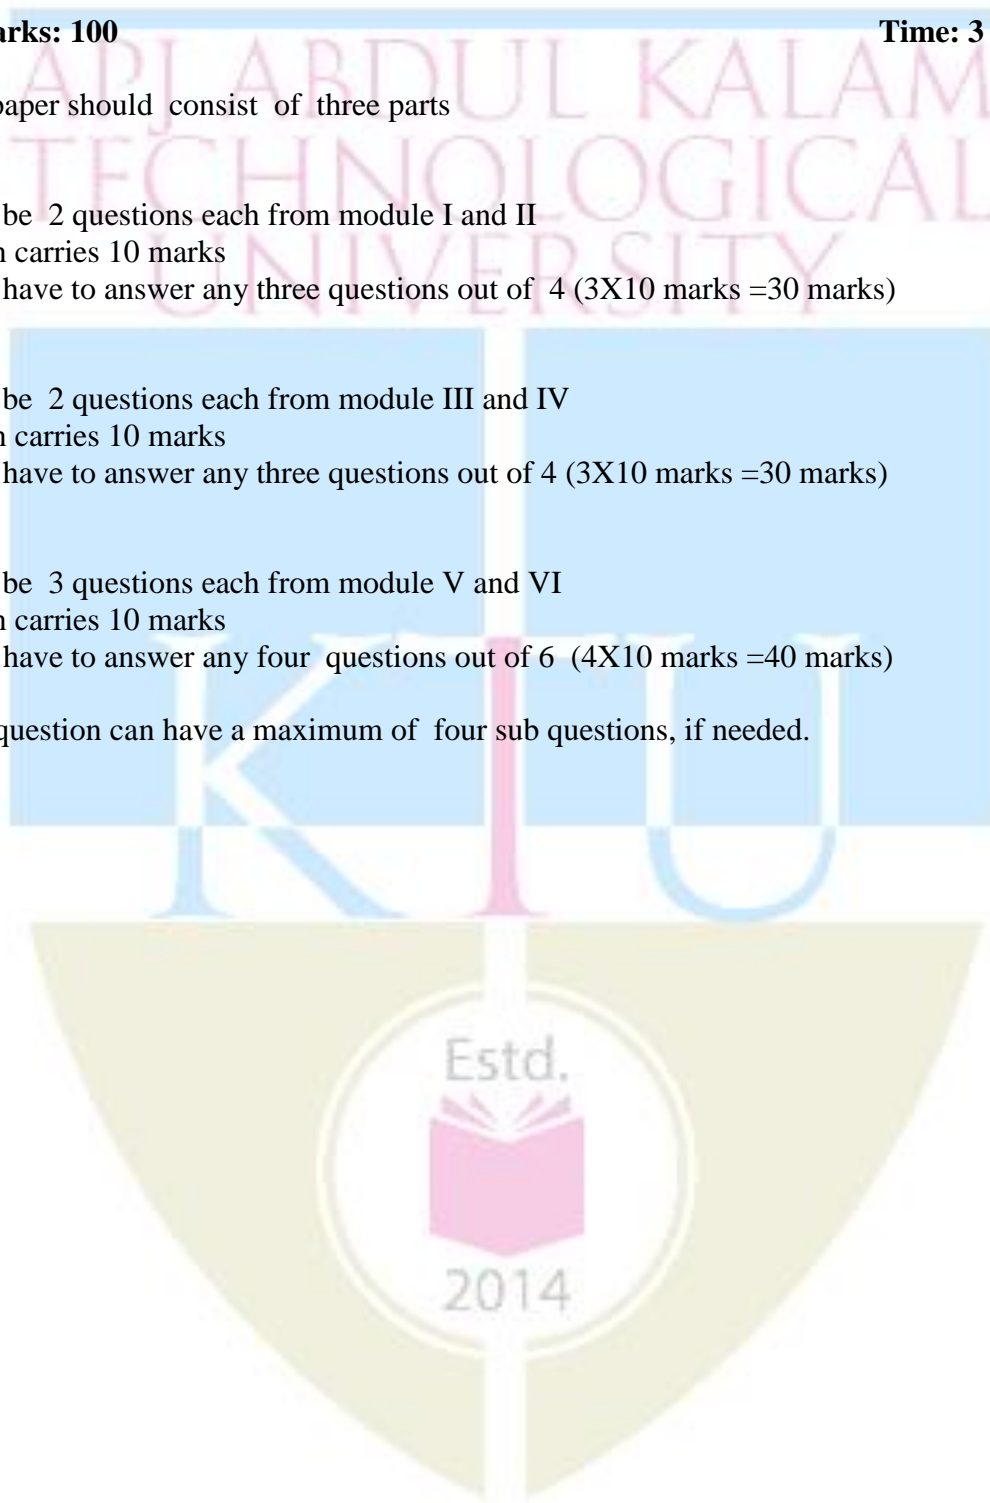 arks: 100 Time: 3
API ABDUL KALAM
paper should consist of three parts
TECHNOLOGICAL
be 2 questions each from module I and II
n carries 10 marks
UNIVERSITY
have to answer any three questions out of 4 (3X10 marks =30 marks)
be 2 questions each from module III and IV
n carries 10 marks
have to answer any three questions out of 4 (3X10 marks =30 marks)
be 3 questions each from module V and VI
n carries 10 marks
have to answer any four questions out of 6 (4X10 marks =40 marks)
question can have a maximum of four sub questions, if needed.
KTU
Estd.
2014